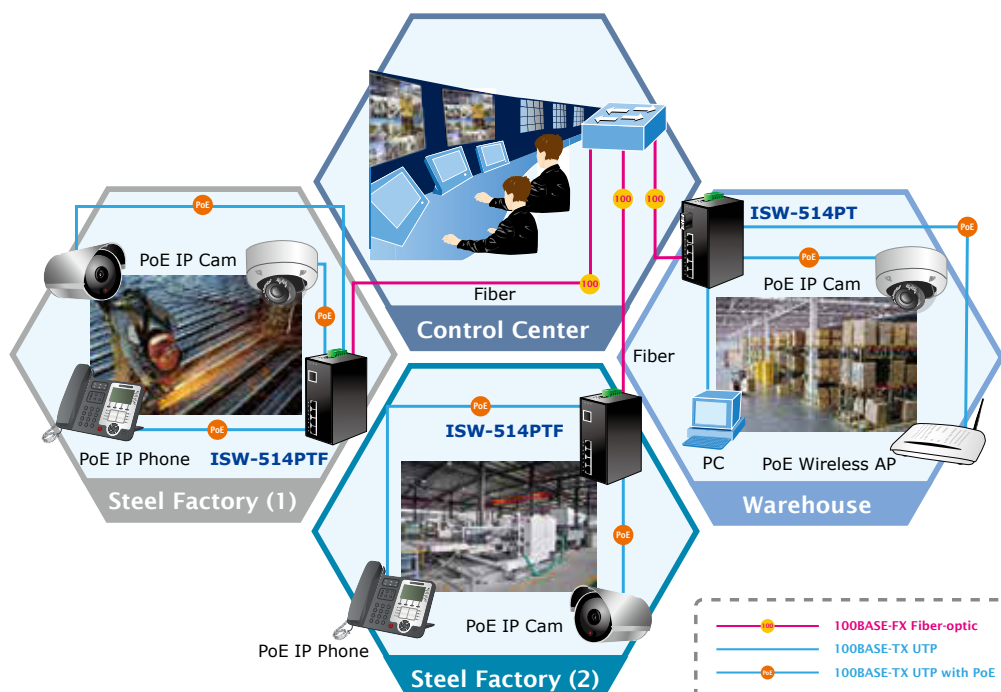 Fiber
Control Center
100
100
100
PoE
PoE IP Cam
PoE
PoE
PoE IP Phone
ISW-514PTF
Steel Factory (1)
ISW-514PT
PoE
PoE
PoE IP Cam
PC
PoE Wireless AP
Warehouse
Fiber
PoE
ISW-514PTF
PoE
PoE IP Cam
PoE IP Phone
Steel Factory (2)
100
100BASE-FX Fiber-optic
100BASE-TX UTP
PoE
100BASE-TX UTP with PoE